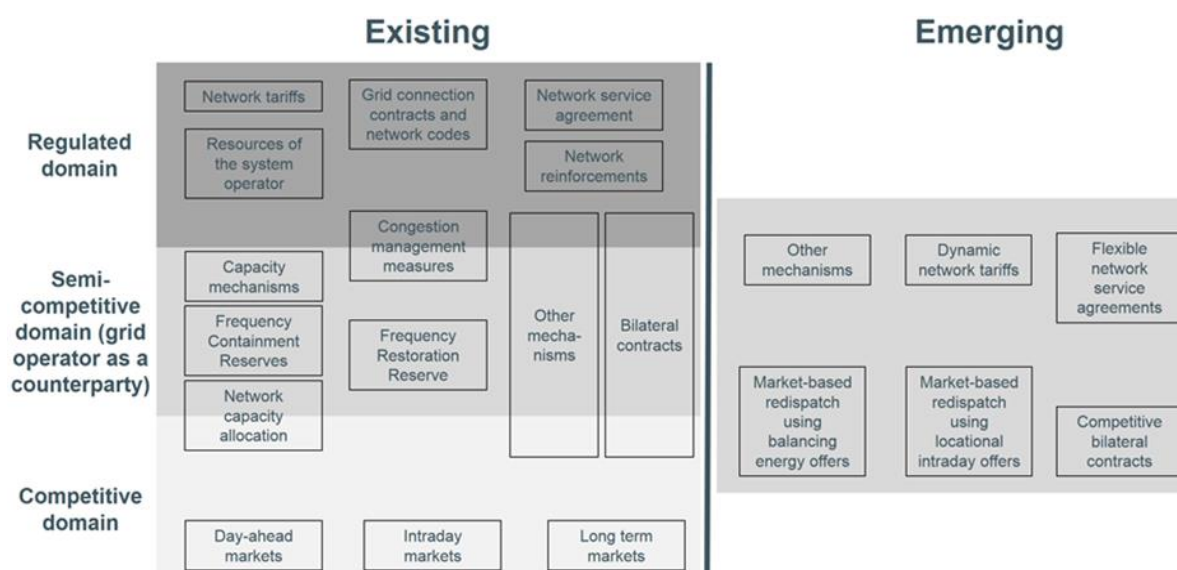 Existing
Emerging
Regulated
domain
Network tariffs
Grid connection
contracts and
network codes
Network service
agreement
Resources of
the system
operator
Network
reinforcements
Semi-
competitive
domain (grid
operator as a
counterparty)
Congestion
management
measures
Capacity
mechanisms
Frequency
Containment
Reserves
Frequency
Restoration
Reserve
Network
capacity
allocation
Other
mecha-
nisms
Bilateral
contracts
Other
mechanisms
Dynamic
network tariffs
Flexible
network
service
agreements
Market-based
redispatch
using
balancing
energy offers
Market-based
redispatch
using
locational
intraday offers
Competitive
bilateral
contracts
Competitive
domain
Day-ahead
markets
Intraday
markets
Long term
markets